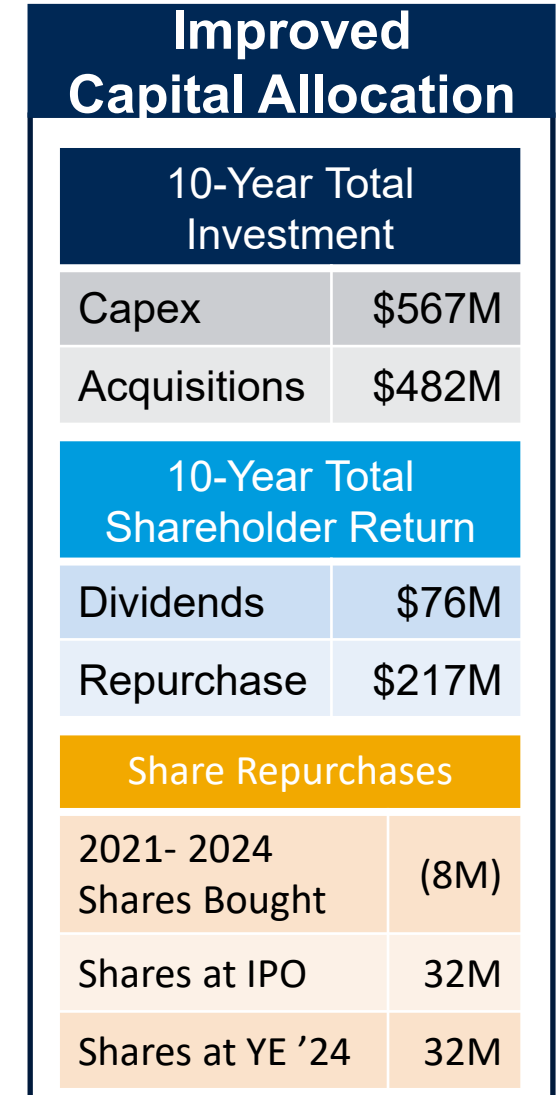 Improved
Capital Allocation
10-Year Total
Investment
Capex $567M
Acquisitions $482M
10-Year Total
Shareholder Return
Dividends $76M
Repurchase $217M
Share Repurchases
2021- 2024
Shares Bought (8M)
Shares at IPO 32M
Shares at YE ’24 32M